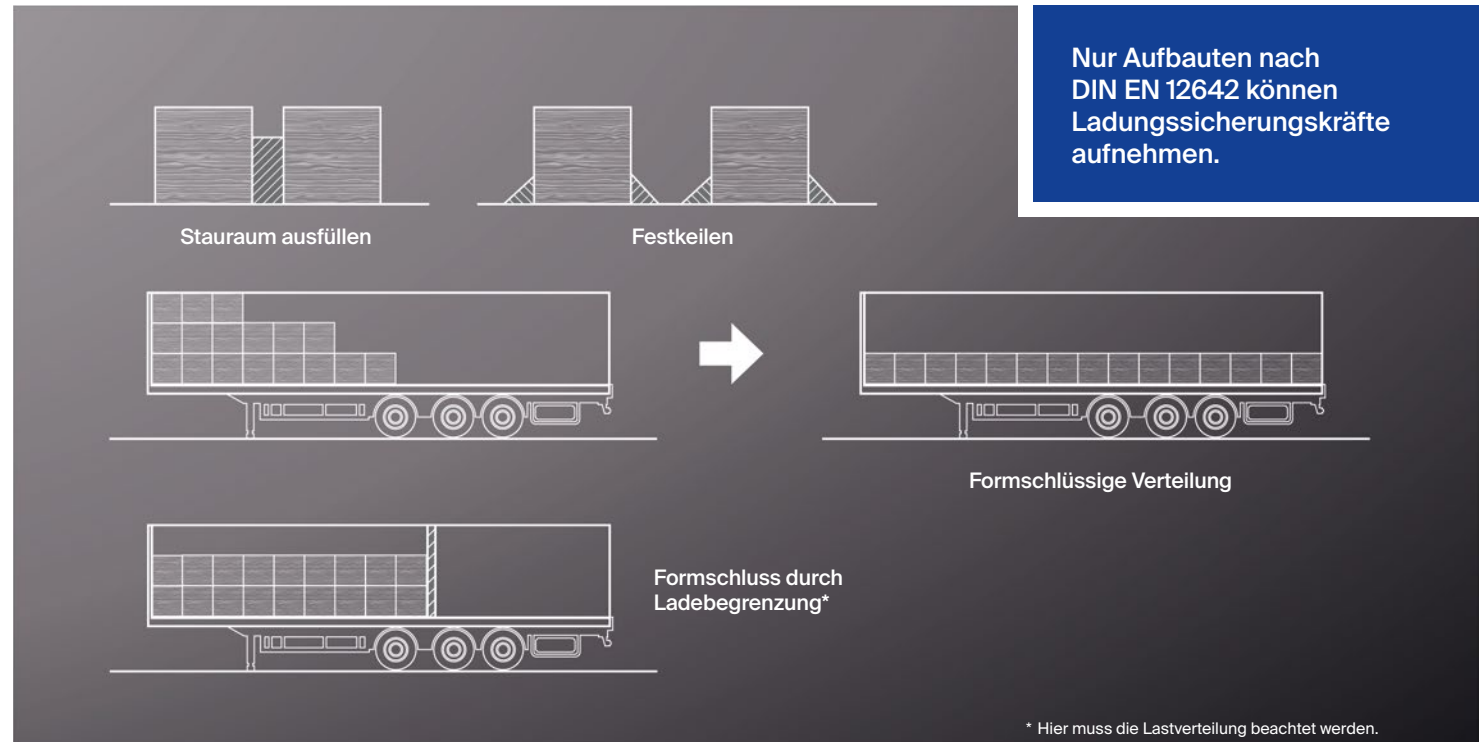 Nur Aufbauten nach
DIN EN 12642 können
Ladungssicherungskräfte
aufnehmen.
Stauraum ausfüllen
Festkeilen
Formschlüssige Verteilung
Formschluss durch
Ladebegrenzung*
* Hier muss die Lastverteilung beachtet werden.